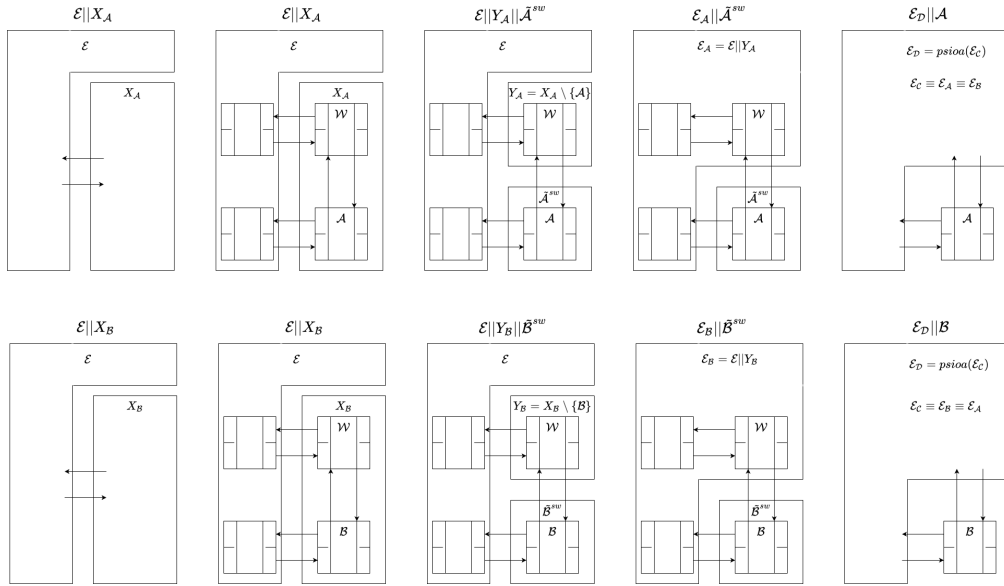 ℰ||X_𝒜
ℰ||X_𝒜
ℰ||Y_𝒜||𝒜̃^{sw}
ℰ_𝒜||𝒜̃^{sw}
ℰ_𝒟||𝒜
ℰ
X_𝒜
ℰ
X_𝒜
𝒲
𝒜
ℰ
Y_𝒜 = X_𝒜 \ {𝒜}
𝒲
𝒜̃^{sw}
𝒜
ℰ_𝒜 = ℰ||Y_𝒜
𝒲
𝒜̃^{sw}
𝒜
ℰ_𝒟 = psioa(ℰ_𝒞)
ℰ_𝒞 ≡ ℰ_𝒜 ≡ ℰ_ℬ
𝒜
ℰ||X_ℬ
ℰ||X_ℬ
ℰ||Y_ℬ||ℬ̃^{sw}
ℰ_ℬ||ℬ̃^{sw}
ℰ_𝒟||ℬ
ℰ
X_ℬ
ℰ
X_ℬ
𝒲
ℬ
ℰ
Y_ℬ = X_ℬ \ {ℬ}
𝒲
ℬ̃^{sw}
ℬ
ℰ_ℬ = ℰ||Y_ℬ
𝒲
ℬ̃^{sw}
ℬ
ℰ_𝒟 = psioa(ℰ_𝒞)
ℰ_𝒞 ≡ ℰ_ℬ ≡ ℰ_𝒜
ℬ